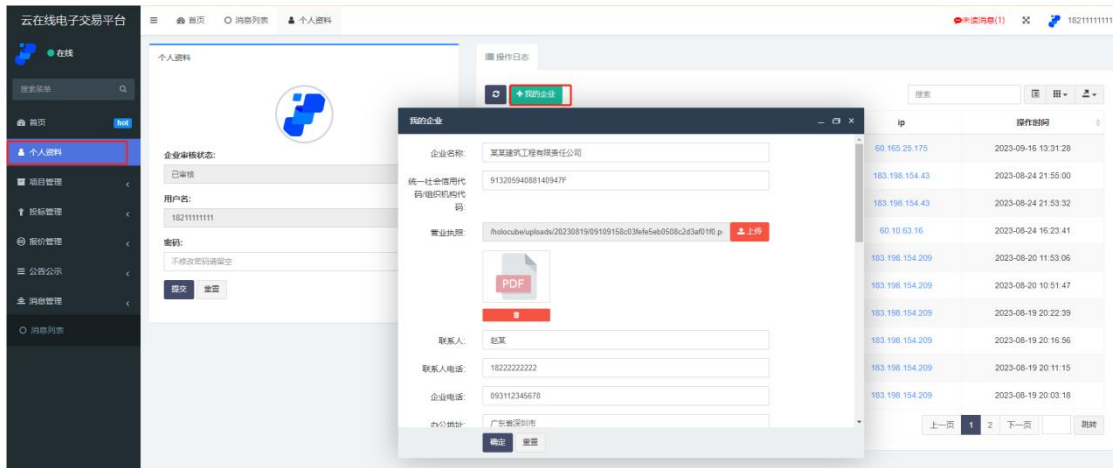 云在线电子交易平台
首页
消息列表
个人资料
未读消息(1)
18211111111
在线
搜索菜单
首页
hot
个人资料
项目管理
投标管理
报价管理
公告公示
消息管理
消息列表
个人资料
企业审核状态:
已审核
用户名:
18211111111
密码:
不修改密码请留空
提交
重置
操作日志
我的企业
搜索
ip
操作时间
60.165.25.175
2023-09-16 13:31:28
183.198.154.43
2023-08-24 21:55:00
183.198.154.43
2023-08-24 21:53:32
60.10.63.16
2023-08-24 16:23:41
183.198.154.209
2023-08-20 11:53:06
183.198.154.209
2023-08-20 10:51:47
183.198.154.209
2023-08-19 20:22:39
183.198.154.209
2023-08-19 20:16:56
183.198.154.209
2023-08-19 20:11:15
183.198.154.209
2023-08-19 20:03:18
上一页
1
2
下一页
跳转
我的企业
企业名称:
某某建筑工程有限责任公司
统一社会信用代
码/组织机构代
码:
91320594088140947F
营业执照:
/holocube/uploads/20230819/09109158c03fefe5eb0508c2d3af01f0.p
上传
PDF
联系人:
赵某
联系人电话:
18222222222
企业电话:
093112345678
办公地址:
广东省深圳市
确定
重置